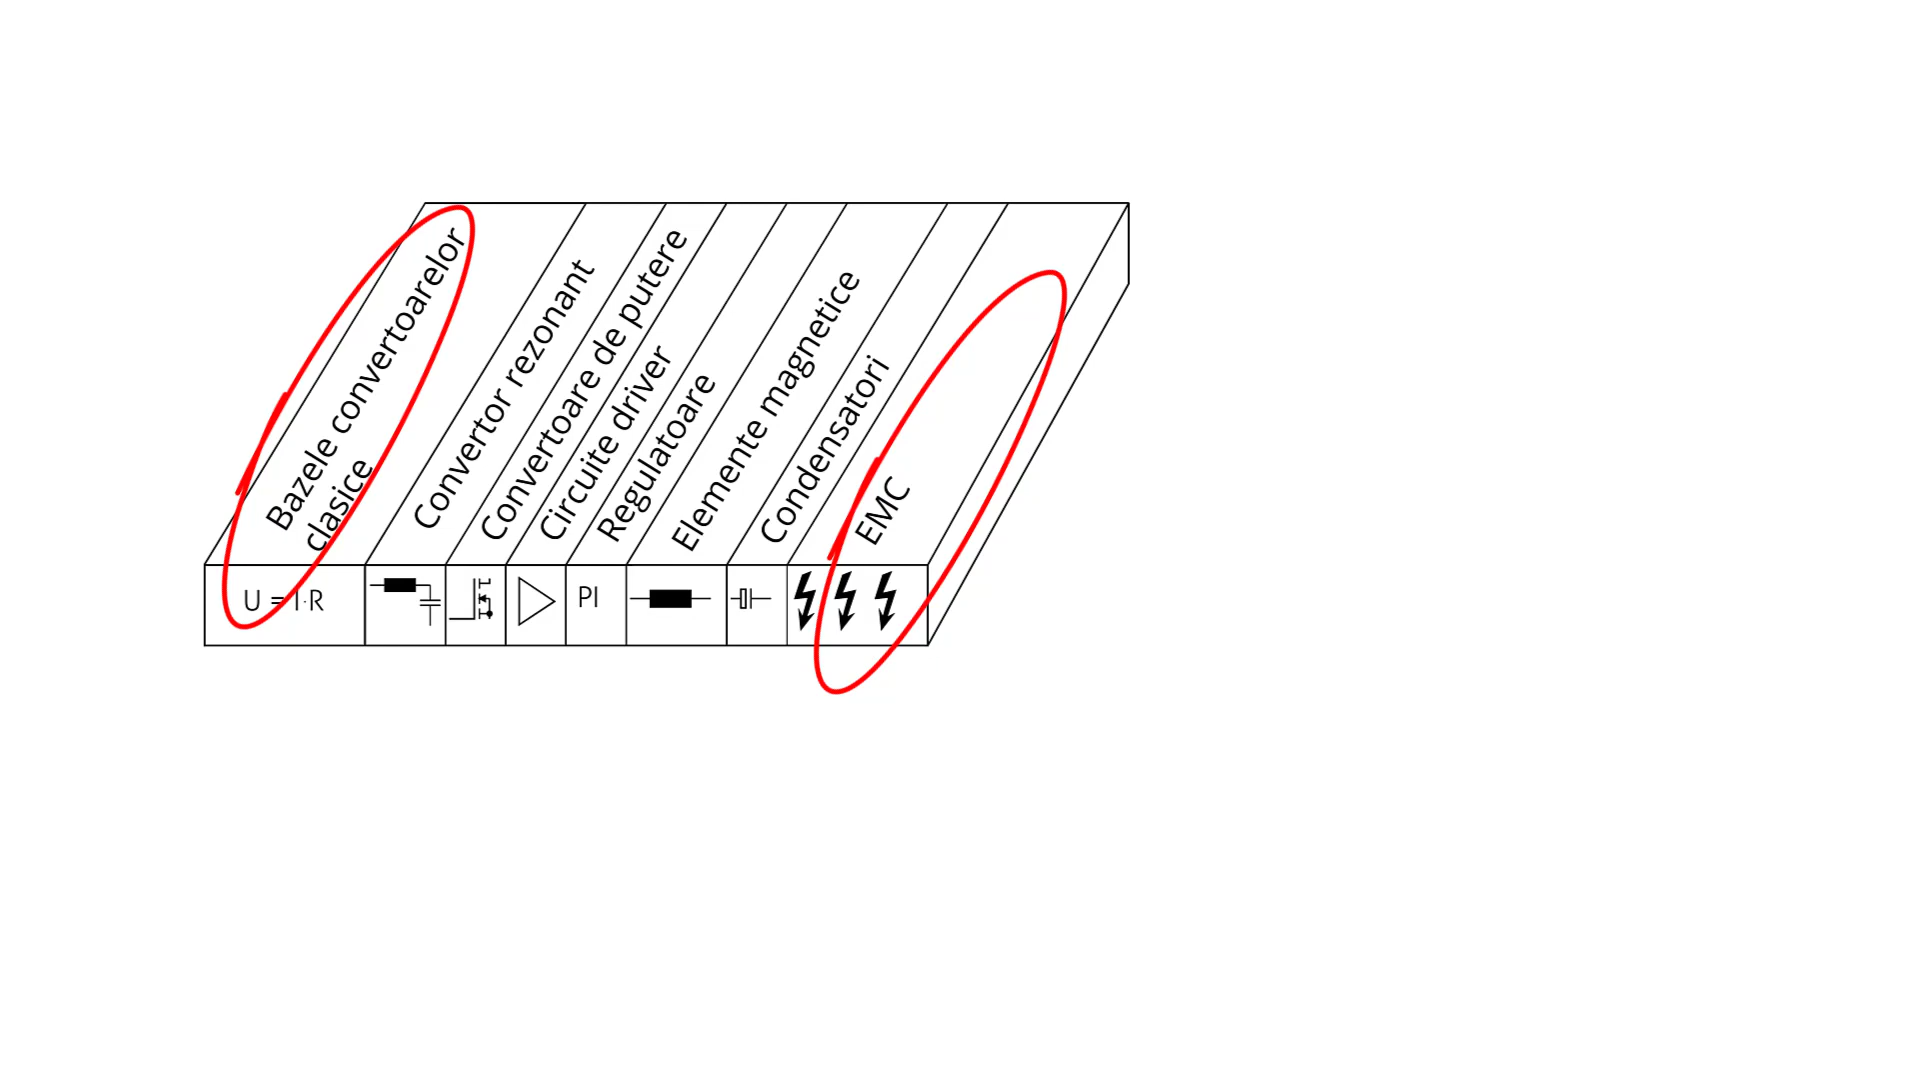 Bazele convertoarelor
clasice
Convertor rezonant
Convertoare de putere
Circuite driver
Regulatoare
Elemente magnetice
Condensatori
EMC
U = I·R
PI